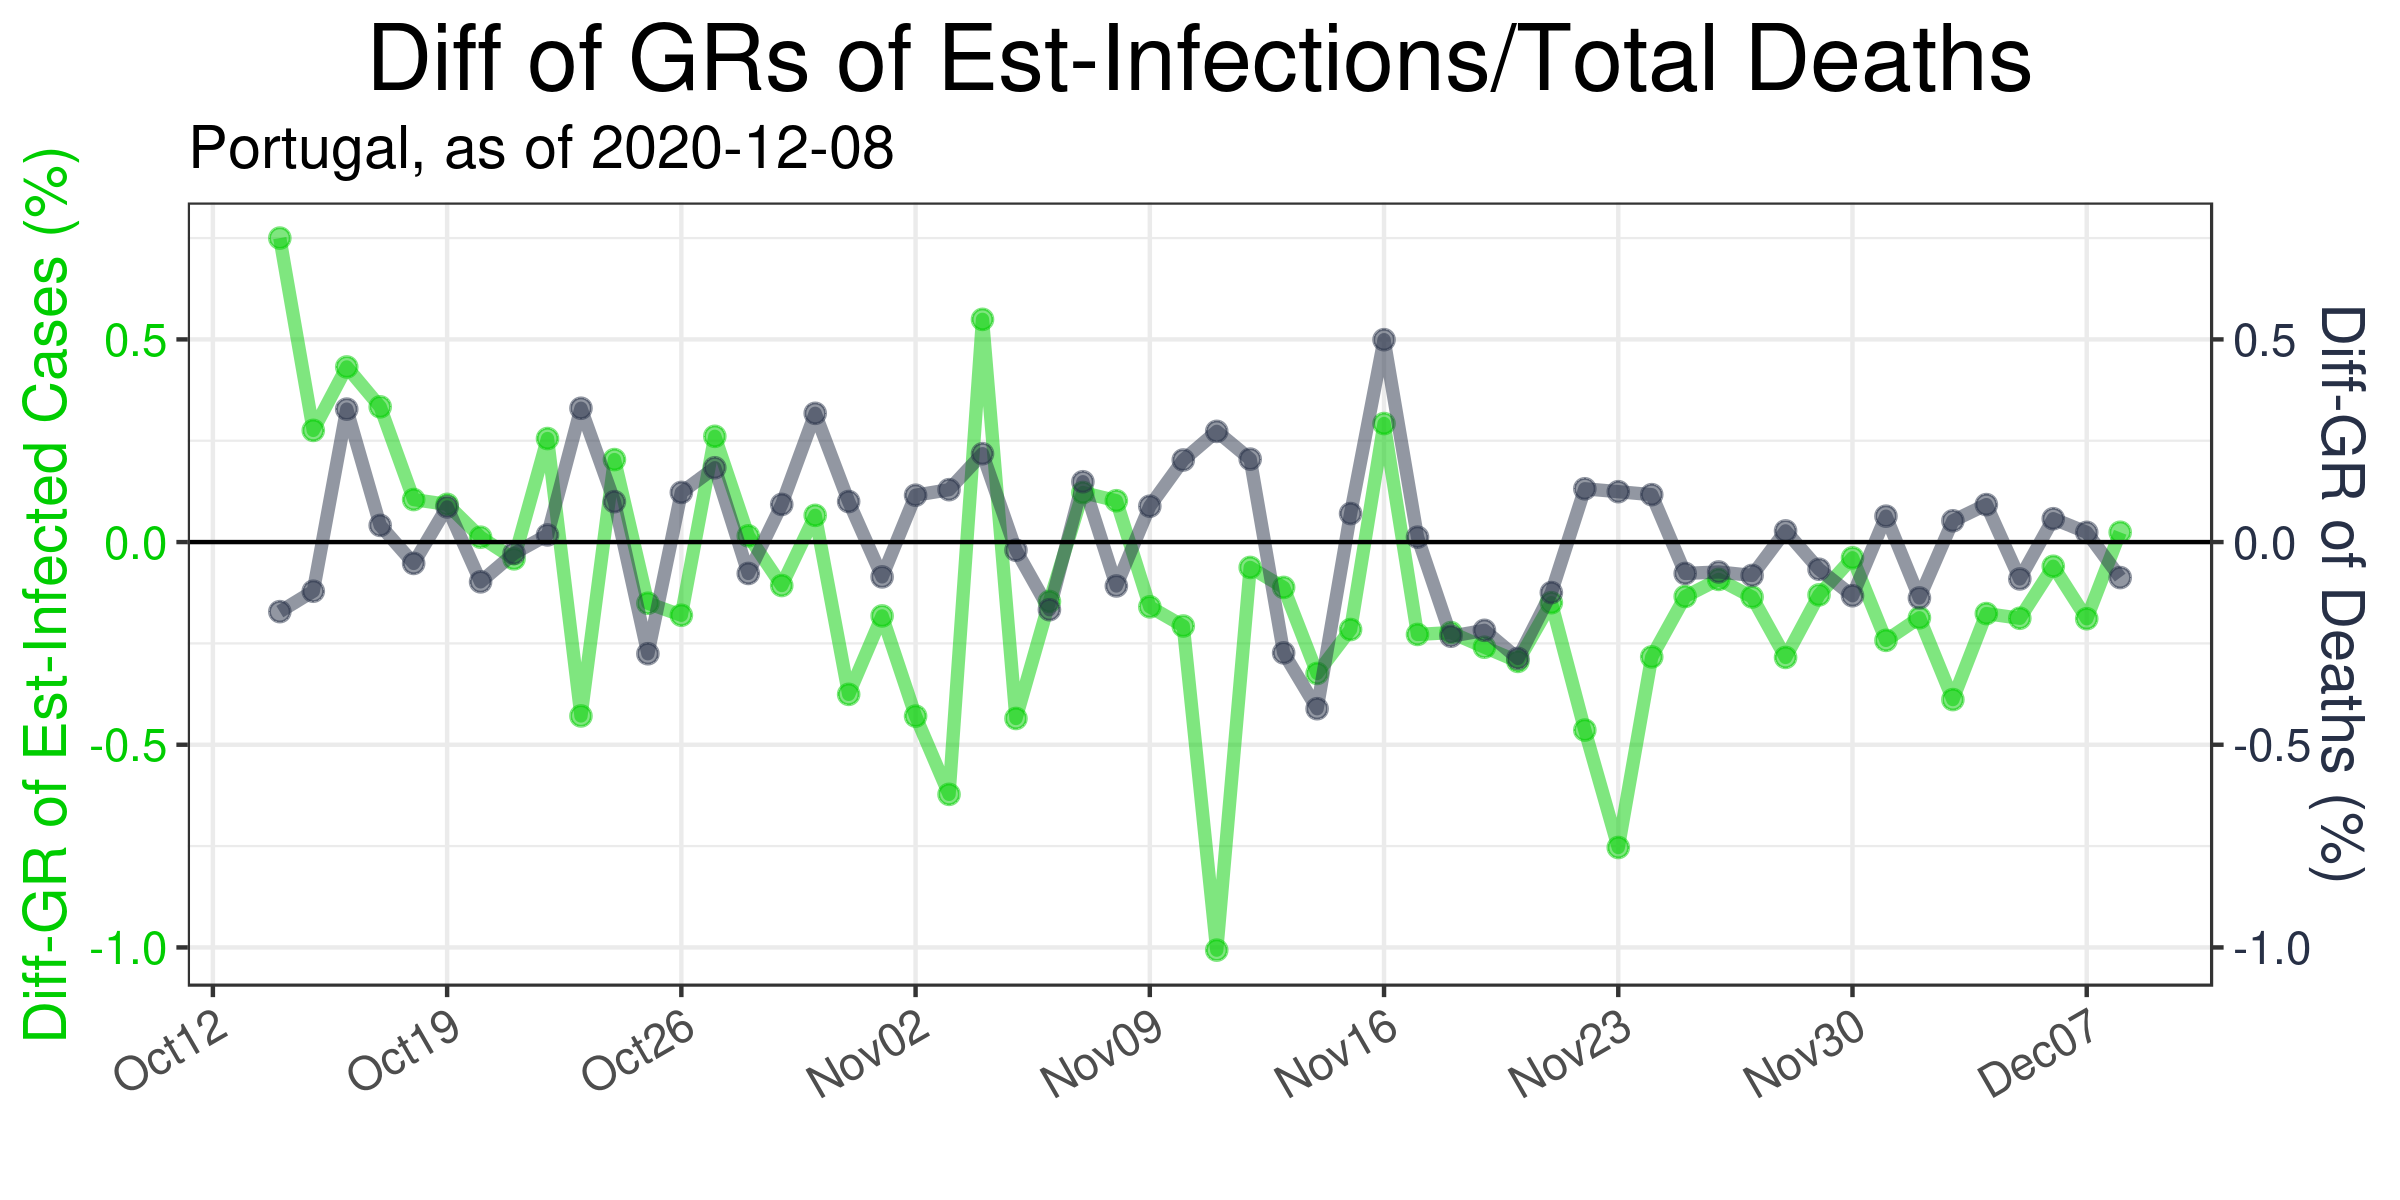 Diff of GRs of Est-Infections/Total Deaths
Portugal, as of 2020-12-08
Diff-GR of Est-Infected Cases (%)
0.5
0.0
-0.5
-1.0
0.5
0.0
-0.5
-1.0
Diff-GR of Deaths (%)
Oct12
Oct19
Oct26
Nov02
Nov09
Nov16
Nov23
Nov30
Dec07